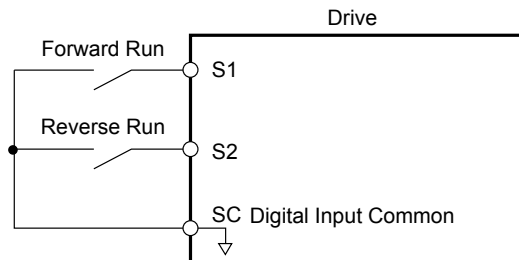 Drive
Forward Run
S1
Reverse Run
S2
SC Digital Input Common